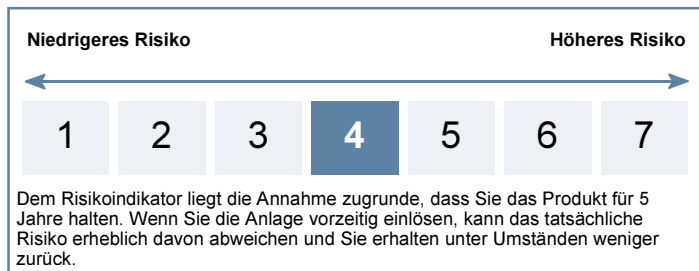 Niedrigeres Risiko Höheres Risiko
1 2 3 4 5 6 7
Dem Risikoindikator liegt die Annahme zugrunde, dass Sie das Produkt für 5
Jahre halten. Wenn Sie die Anlage vorzeitig einlösen, kann das tatsächliche
Risiko erheblich davon abweichen und Sie erhalten unter Umständen weniger
zurück.